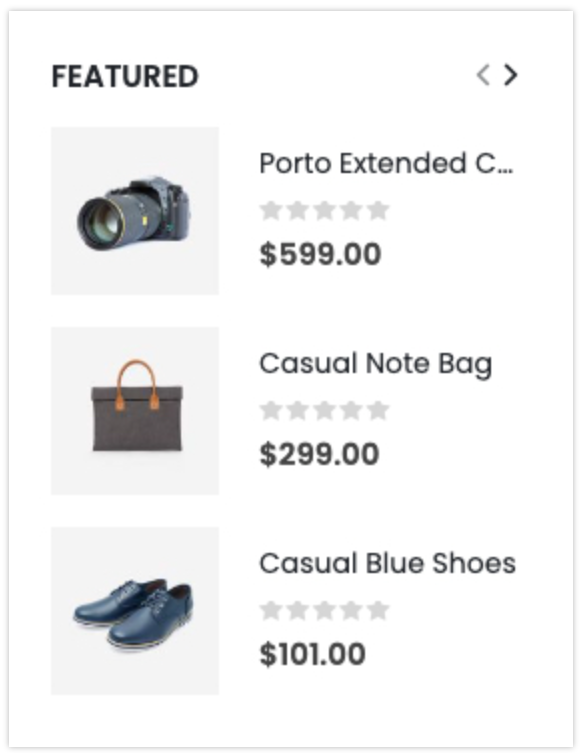 FEATURED
Porto Extended C...
$599.00
Casual Note Bag
$299.00
Casual Blue Shoes
$101.00